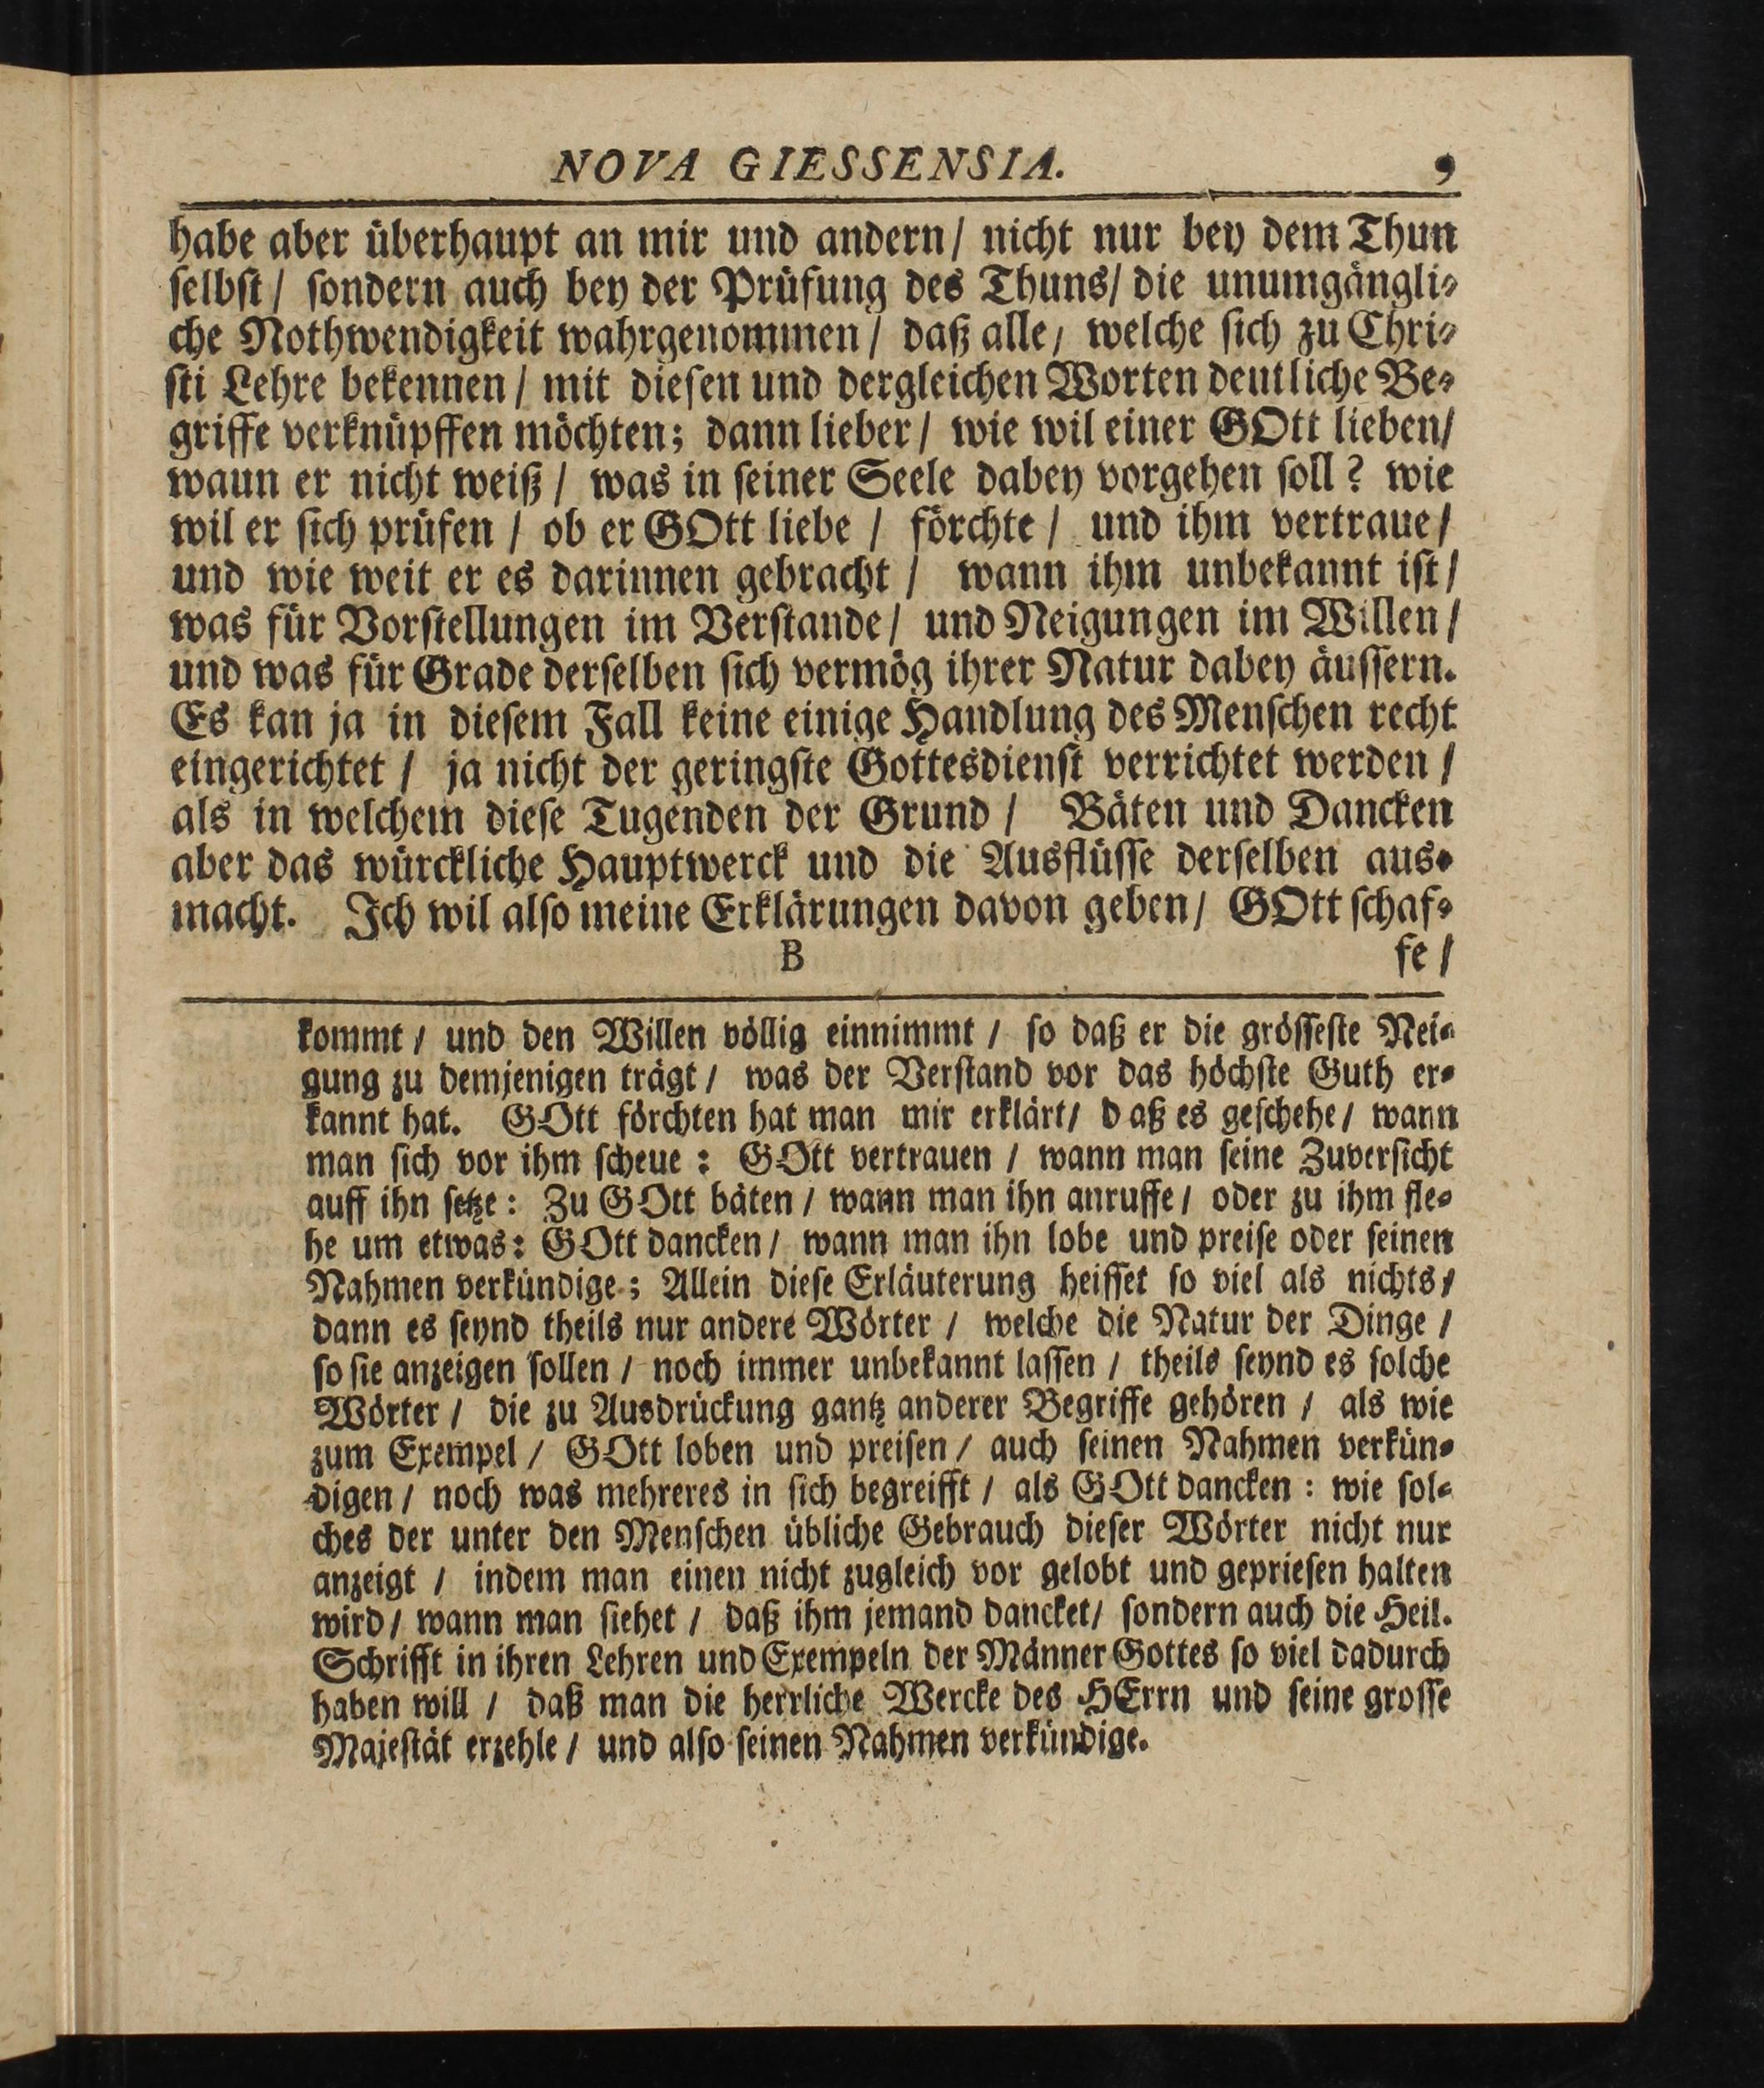 NOVA GIESSENSIA. 9
habe aber überhaupt an mir und andern/ nicht nur bey dem Thun
selbst/ sondern auch bey der Prüfung des Thuns/ die unumgängli-
che Nothwendigkeit wahrgenommen/ daß alle/ welche sich zu Chri-
sti Lehre bekennen/ mit diesen und dergleichen Worten deutliche Be-
griffe verknüpffen möchten; dann lieber/ wie wil einer GOtt lieben/
waun er nicht weiß/ was in seiner Seele dabey vorgehen soll? wie
wil er sich prüfen/ ob er GOtt liebe/ förchte/ und ihm vertraue/
und wie weit er es darinnen gebracht/ wann ihm unbekannt ist/
was für Vorstellungen im Verstande/ und Neigungen im Willen/
und was für Grade derselben sich vermög ihrer Natur dabey äussern.
Es kan ja in diesem Fall keine einige Handlung des Menschen recht
eingerichtet/ ja nicht der geringste Gottesdienst verrichtet werden/
als in welchem diese Tugenden der Grund/ Bäten und Dancken
aber das würckliche Hauptwerck und die Ausflüsse derselben aus-
macht. Ich wil also meine Erklärungen davon geben/ GOtt schaf-
B fe/
kommt/ und den Willen völlig einnimmt/ so daß er die grösseste Nei-
gung zu demjenigen trägt/ was der Verstand vor das höchste Guth er-
kannt hat. GOtt förchten hat man mir erklärt/ daß es geschehe/ wann
man sich vor ihm scheue: GOtt vertrauen/ wann man seine Zuversicht
auff ihn setze: Zu GOtt bäten/ wann man ihn anruffe/ oder zu ihm fle-
he um etwas: GOtt dancken/ wann man ihn lobe und preise oder seinen
Nahmen verkündige; Allein diese Erläuterung heisset so viel als nichts/
dann es seynd theils nur andere Wörter/ welche die Natur der Dinge/
so sie anzeigen sollen/ noch immer unbekannt lassen/ theils seynd es solche
Wörter/ die zu Ausdrückung gantz anderer Begriffe gehören/ als wie
zum Exempel/ GOtt loben und preisen/ auch seinen Nahmen verkün-
digen/ noch was mehreres in sich begreifft/ als GOtt dancken: wie sol-
ches der unter den Menschen übliche Gebrauch dieser Wörter nicht nur
anzeigt/ indem man einen nicht zugleich vor gelobt und gepriesen halten
wird/ wann man siehet/ daß ihm jemand dancket/ sondern auch die Heil.
Schrifft in ihren Lehren und Exempeln der Männer Gottes so viel dadurch
haben will/ daß man die herrliche Wercke des HErrn und seine grosse
Majestät erzehle/ und also seinen Nahmen verkündige.